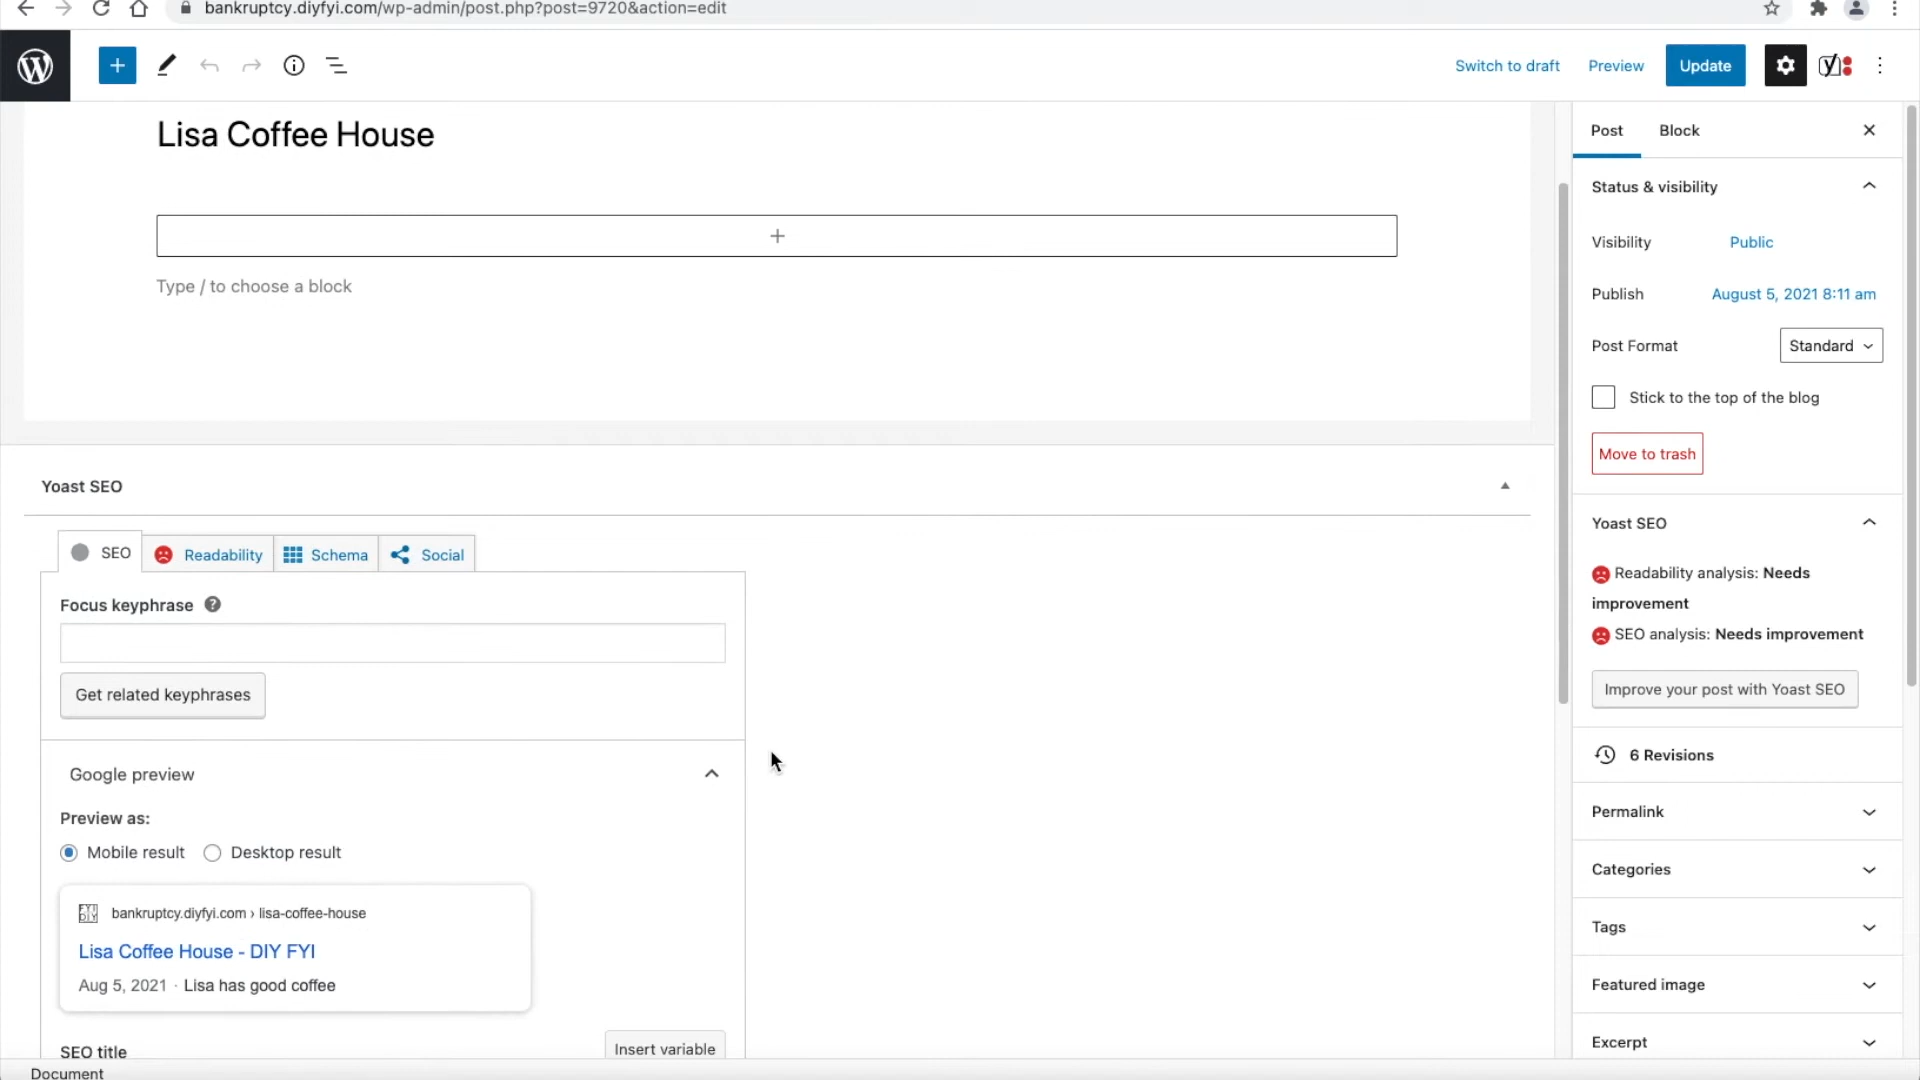 bankruptcy.diyfyi.com/wp-admin/post.php?post=9720&action=edit
Switch to draft
Preview
Update
Lisa Coffee House
+
Type / to choose a block
Yoast SEO
SEO
Readability
Schema
Social
Focus keyphrase
Get related keyphrases
Google preview
Preview as:
Mobile result
Desktop result
bankruptcy.diyfyi.com › lisa-coffee-house
Lisa Coffee House - DIY FYI
Aug 5, 2021 · Lisa has good coffee
SEO title
Insert variable
Document
Post
Block
Status & visibility
Visibility
Public
Publish
August 5, 2021 8:11 am
Post Format
Standard
Stick to the top of the blog
Move to trash
Yoast SEO
Readability analysis: Needs
improvement
SEO analysis: Needs improvement
Improve your post with Yoast SEO
6 Revisions
Permalink
Categories
Tags
Featured image
Excerpt